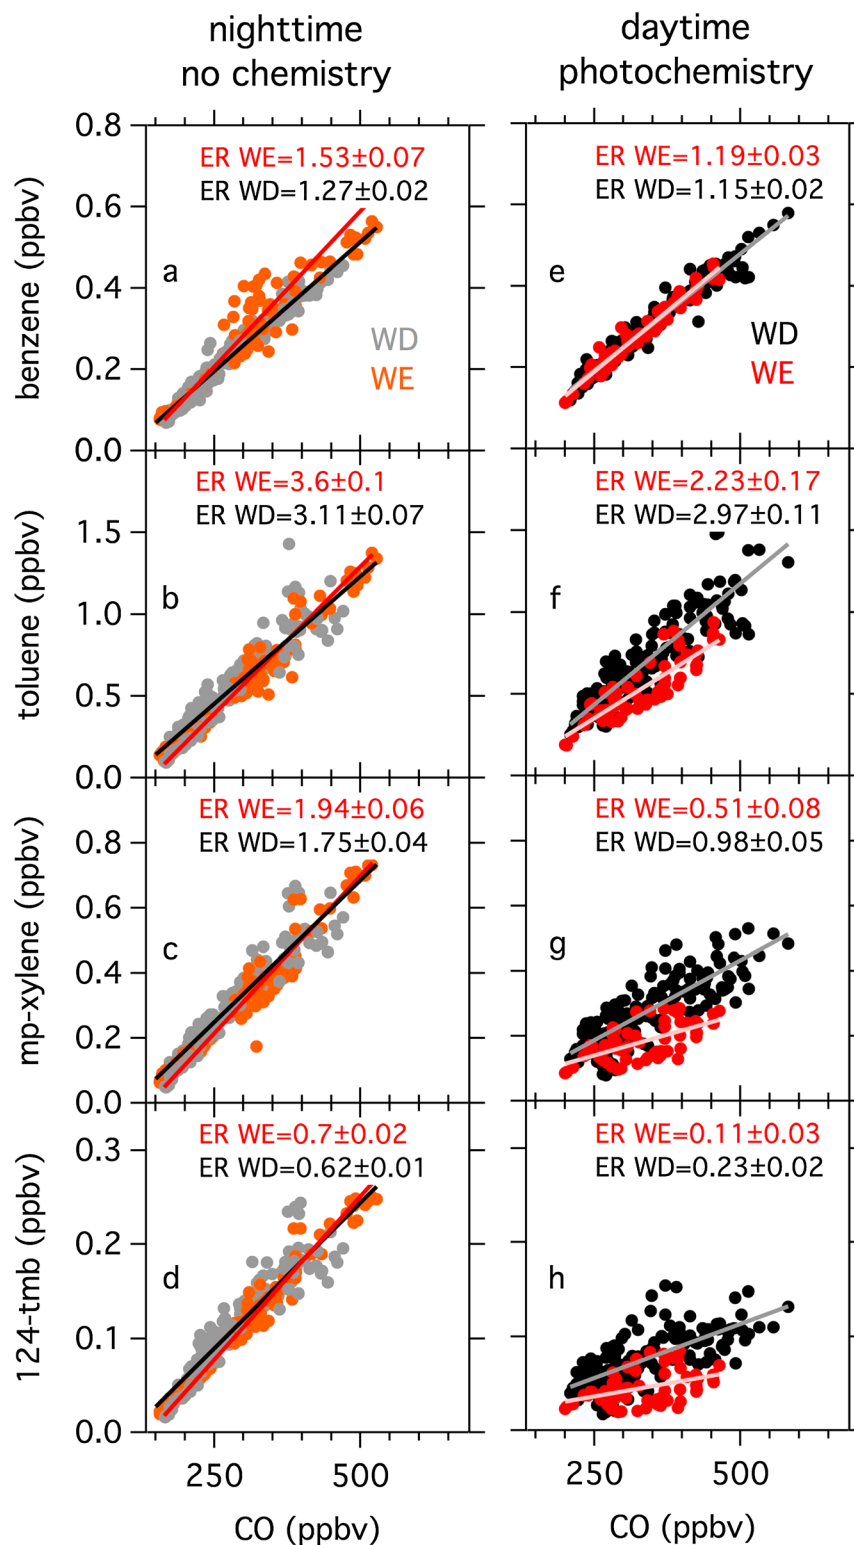 nighttime
no chemistry
daytime
photochemistry
benzene (ppbv)
0.8
0.6
0.4
0.2
0.0
ER WE=1.53±0.07
ER WD=1.27±0.02
a
WD
WE
ER WE=1.19±0.03
ER WD=1.15±0.02
e
WD
WE
toluene (ppbv)
1.5
1.0
0.5
0.0
ER WE=3.6±0.1
ER WD=3.11±0.07
b
ER WE=2.23±0.17
ER WD=2.97±0.11
f
mp-xylene (ppbv)
0.8
0.6
0.4
0.2
0.0
ER WE=1.94±0.06
ER WD=1.75±0.04
c
ER WE=0.51±0.08
ER WD=0.98±0.05
g
124-tmb (ppbv)
0.3
0.2
0.1
0.0
ER WE=0.7±0.02
ER WD=0.62±0.01
d
ER WE=0.11±0.03
ER WD=0.23±0.02
h
250
500
250
500
CO (ppbv)
CO (ppbv)